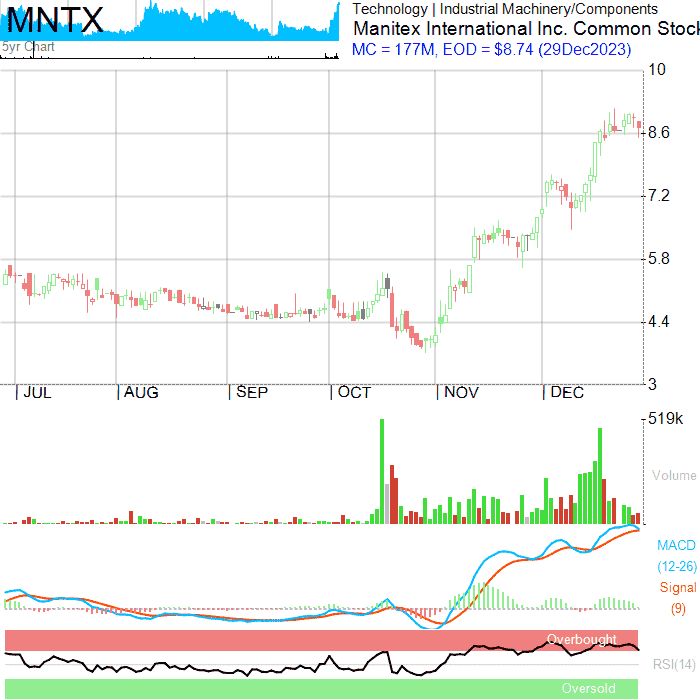 MNTX
5yr Chart
Technology | Industrial Machinery/Components
Manitex International Inc. Common Stock
MC = 177M, EOD = $8.74 (29Dec2023)
10
8.6
7.2
5.8
4.4
3
JUL
AUG
SEP
OCT
NOV
DEC
519k
Volume
MACD
(12-26)
Signal
(9)
Overbought
RSI(14)
Oversold